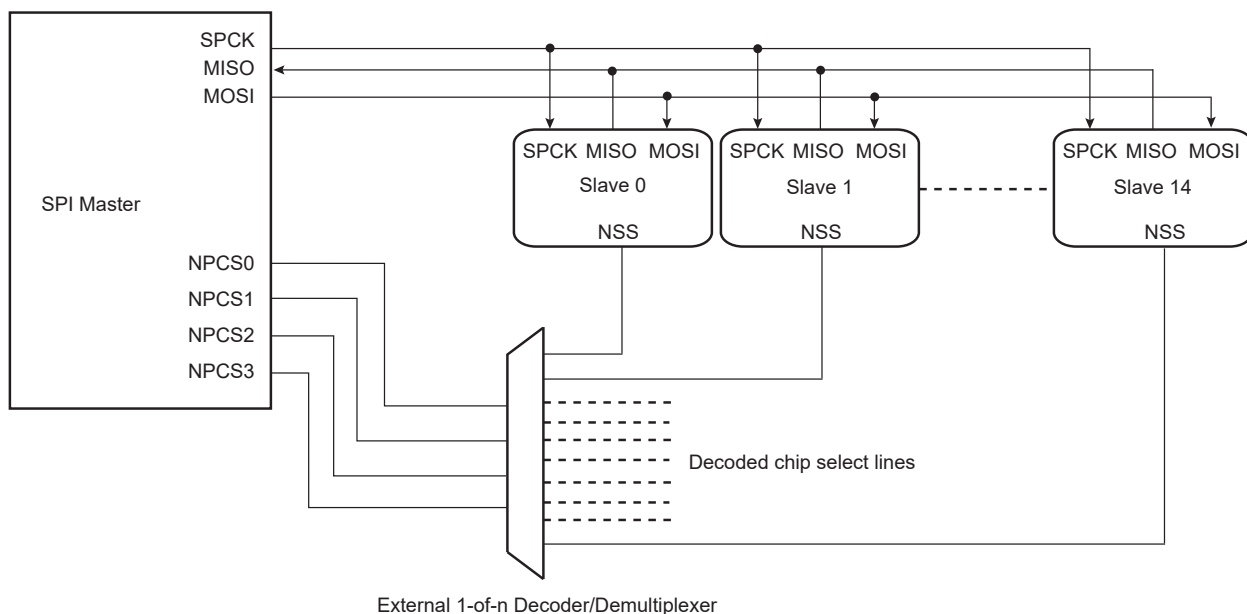 SPCK
MISO
MOSI
SPI Master
NPCS0
NPCS1
NPCS2
NPCS3
SPCK MISO MOSI
Slave 0
NSS
SPCK MISO MOSI
Slave 1
NSS
SPCK MISO MOSI
Slave 14
NSS
Decoded chip select lines
External 1-of-n Decoder/Demultiplexer